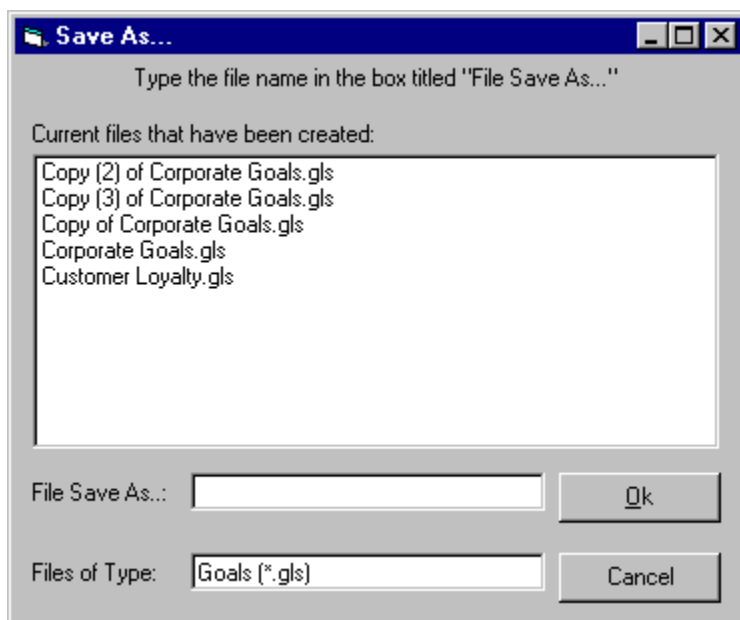 Save As...
Type the file name in the box titled "File Save As..."
Current files that have been created:
Copy (2) of Corporate Goals.gls
Copy (3) of Corporate Goals.gls
Copy of Corporate Goals.gls
Corporate Goals.gls
Customer Loyalty.gls
File Save As..:
Ok
Files of Type:
Goals (*.gls)
Cancel